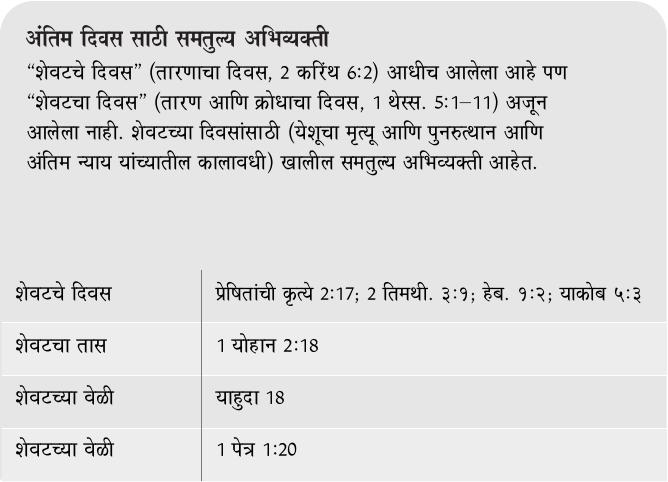 अंतिम दिवस साठी समतुल्य अभिव्यक्ती
“शेवटचे दिवस” (तारणाचा दिवस, 2 करिंथ 6:2) आधीच आलेला आहे पण
“शेवटचा दिवस” (तारण आणि क्रोधाचा दिवस, 1 थेस्स. 5:1–11) अजून
आलेला नाही. शेवटच्या दिवसांसाठी (येशूचा मृत्यू आणि पुनरुत्थान आणि
अंतिम न्याय यांच्यातील कालावधी) खालील समतुल्य अभिव्यक्ती आहेत.
शेवटचे दिवस प्रेषितांची कृत्ये 2:17; 2 तिमथी. ३:१; हेब. १:२; याकोब ५:३
शेवटचा तास 1 योहान 2:18
शेवटच्या वेळी याहुदा 18
शेवटच्या वेळी 1 पेत्र 1:20